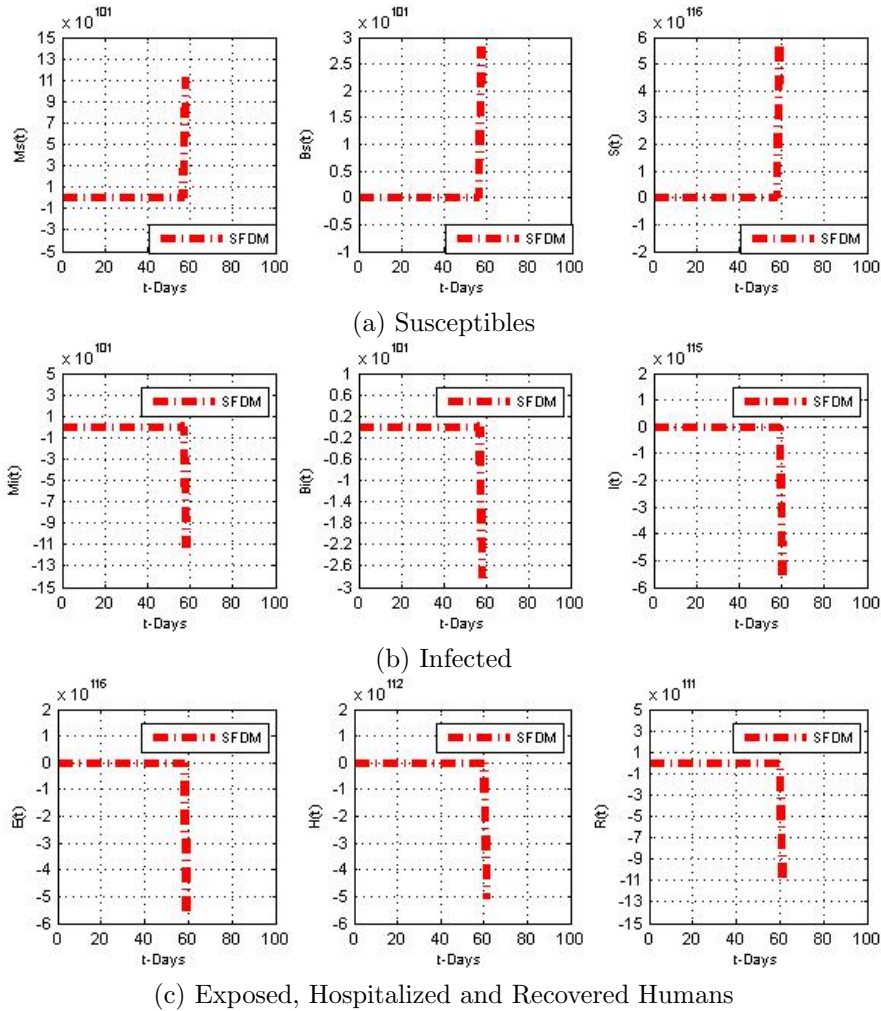 x 10^101
15
13
11
9
7
5
3
1
-1
-3
-5
Ms(t)
SFDM
0 20 40 60 80 100
t-Days
x 10^101
3
2.5
2
1.5
1
0.5
0
-0.5
-1
Bs(t)
SFDM
0 20 40 60 80 100
t-Days
x 10^116
6
4
2
0
-2
S(t)
SFDM
0 20 40 60 80 100
t-Days
(a) Susceptibles
x 10^101
5
3
1
-1
-3
-5
-7
-9
-11
-13
-15
Mi(t)
SFDM
0 20 40 60 80 100
t-Days
x 10^101
1
0.6
0.2
-0.2
-0.6
-1
-1.4
-1.8
-2.2
-2.6
-3
Bi(t)
SFDM
0 20 40 60 80 100
t-Days
x 10^115
2
1
0
-1
-2
-3
-4
-5
-6
I(t)
SFDM
0 20 40 60 80 100
t-Days
(b) Infected
x 10^116
2
1
0
-1
-2
-3
-4
-5
-6
E(t)
SFDM
0 20 40 60 80 100
t-Days
x 10^112
2
1
0
-1
-2
-3
-4
-5
-6
H(t)
SFDM
0 20 40 60 80 100
t-Days
x 10^111
5
3
1
-1
-3
-5
-7
-9
-11
-13
-15
R(t)
SFDM
0 20 40 60 80 100
t-Days
(c) Exposed, Hospitalized and Recovered Humans